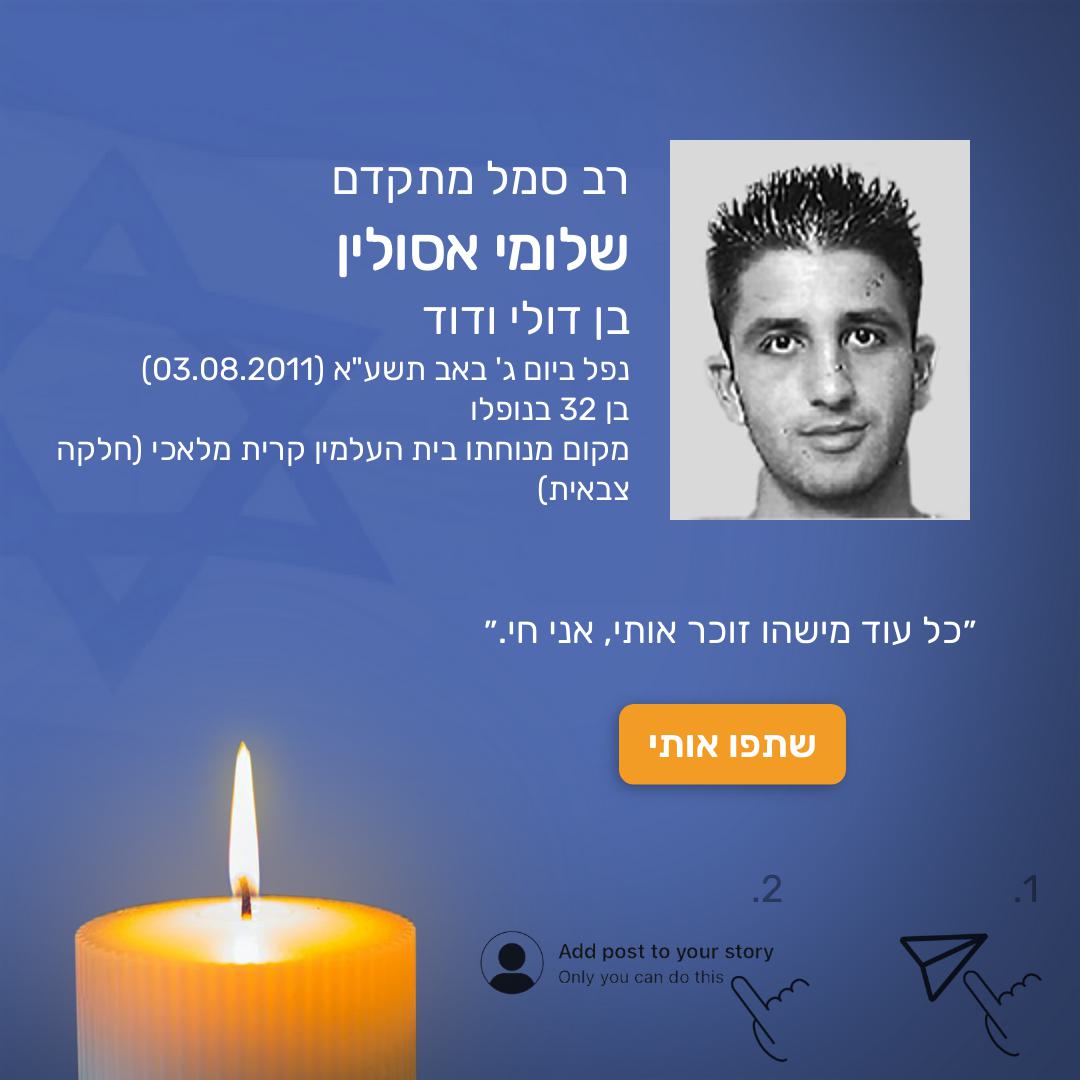 רב סמל מתקדם
שלומי אסולין
בן דולי ודוד
נפל ביום ג' באב תשע"א (03.08.2011)
בן 32 בנופלו
מקום מנוחתו בית העלמין קרית מלאכי (חלקה
צבאית)
״כל עוד מישהו זוכר אותי, אני חי.״
שתפו אותי
.1
.2
Add post to your story
Only you can do this